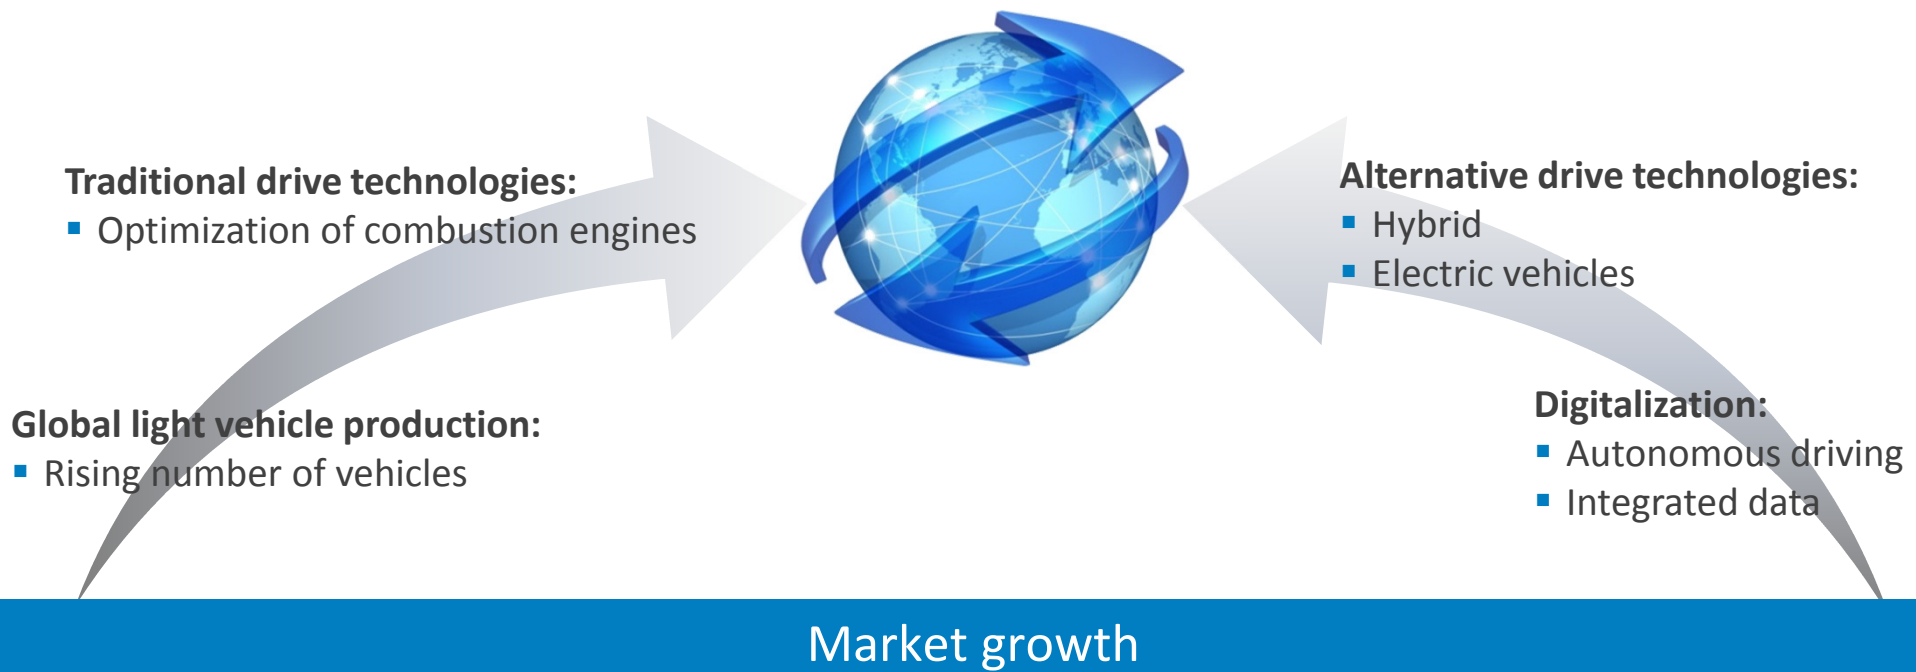 Traditional drive technologies:
▪ Optimization of combustion engines
Global light vehicle production:
▪ Rising number of vehicles
Alternative drive technologies:
▪ Hybrid
▪ Electric vehicles
Digitalization:
▪ Autonomous driving
▪ Integrated data
Market growth